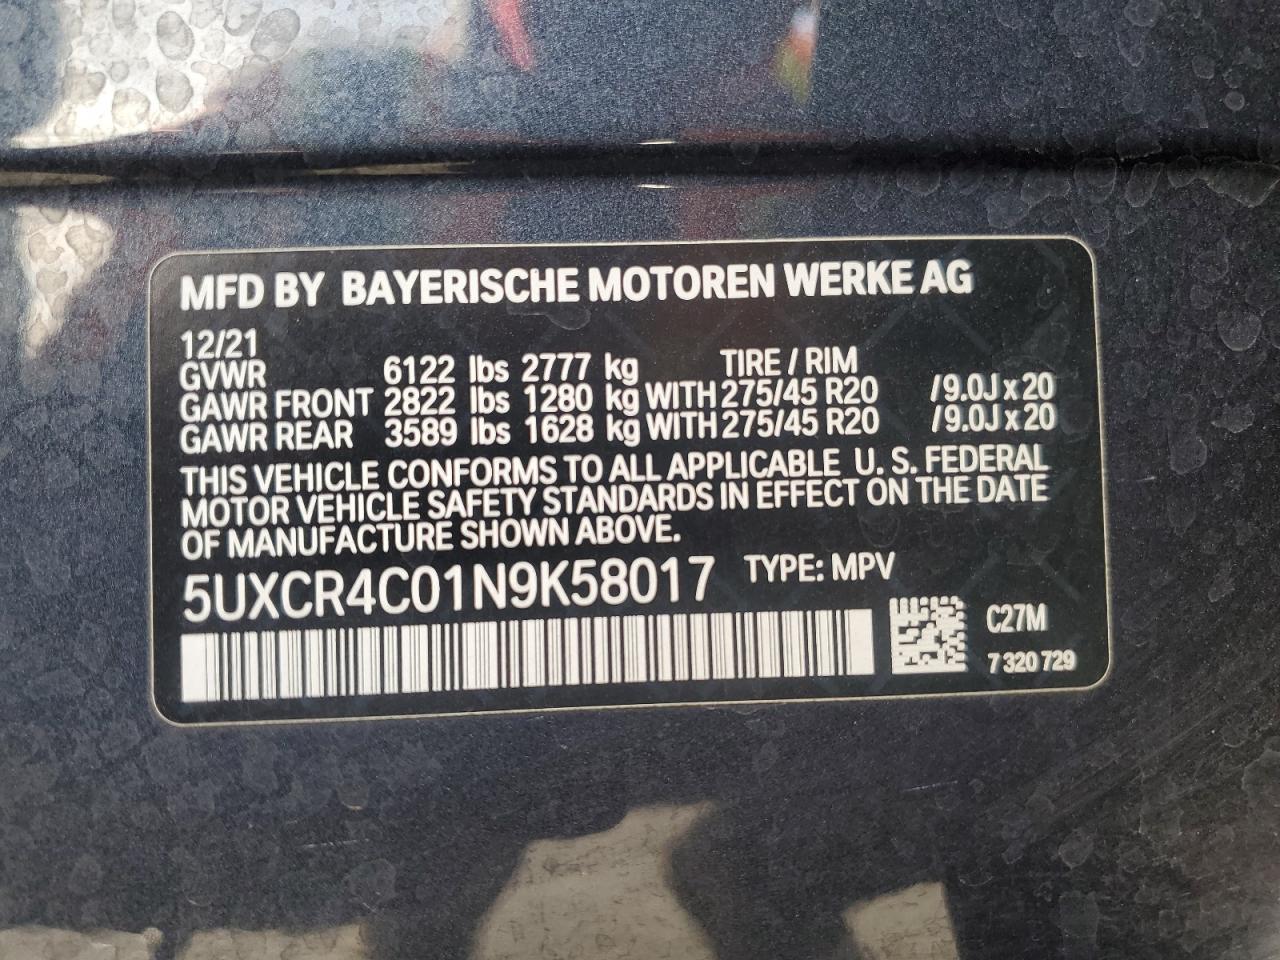 MFD BY BAYERISCHE MOTOREN WERKE AG
12/21
TIRE / RIM
GVWR 6122 lbs 2777 kg
GAWR FRONT 2822 lbs 1280 kg WITH 275/45 R20 /9.0J x 20
GAWR REAR 3589 lbs 1628 kg WITH 275/45 R20 /9.0J x 20
THIS VEHICLE CONFORMS TO ALL APPLICABLE U. S. FEDERAL
MOTOR VEHICLE SAFETY STANDARDS IN EFFECT ON THE DATE
OF MANUFACTURE SHOWN ABOVE.
5UXCR4C01N9K58017 TYPE: MPV
C27M
7 320 729